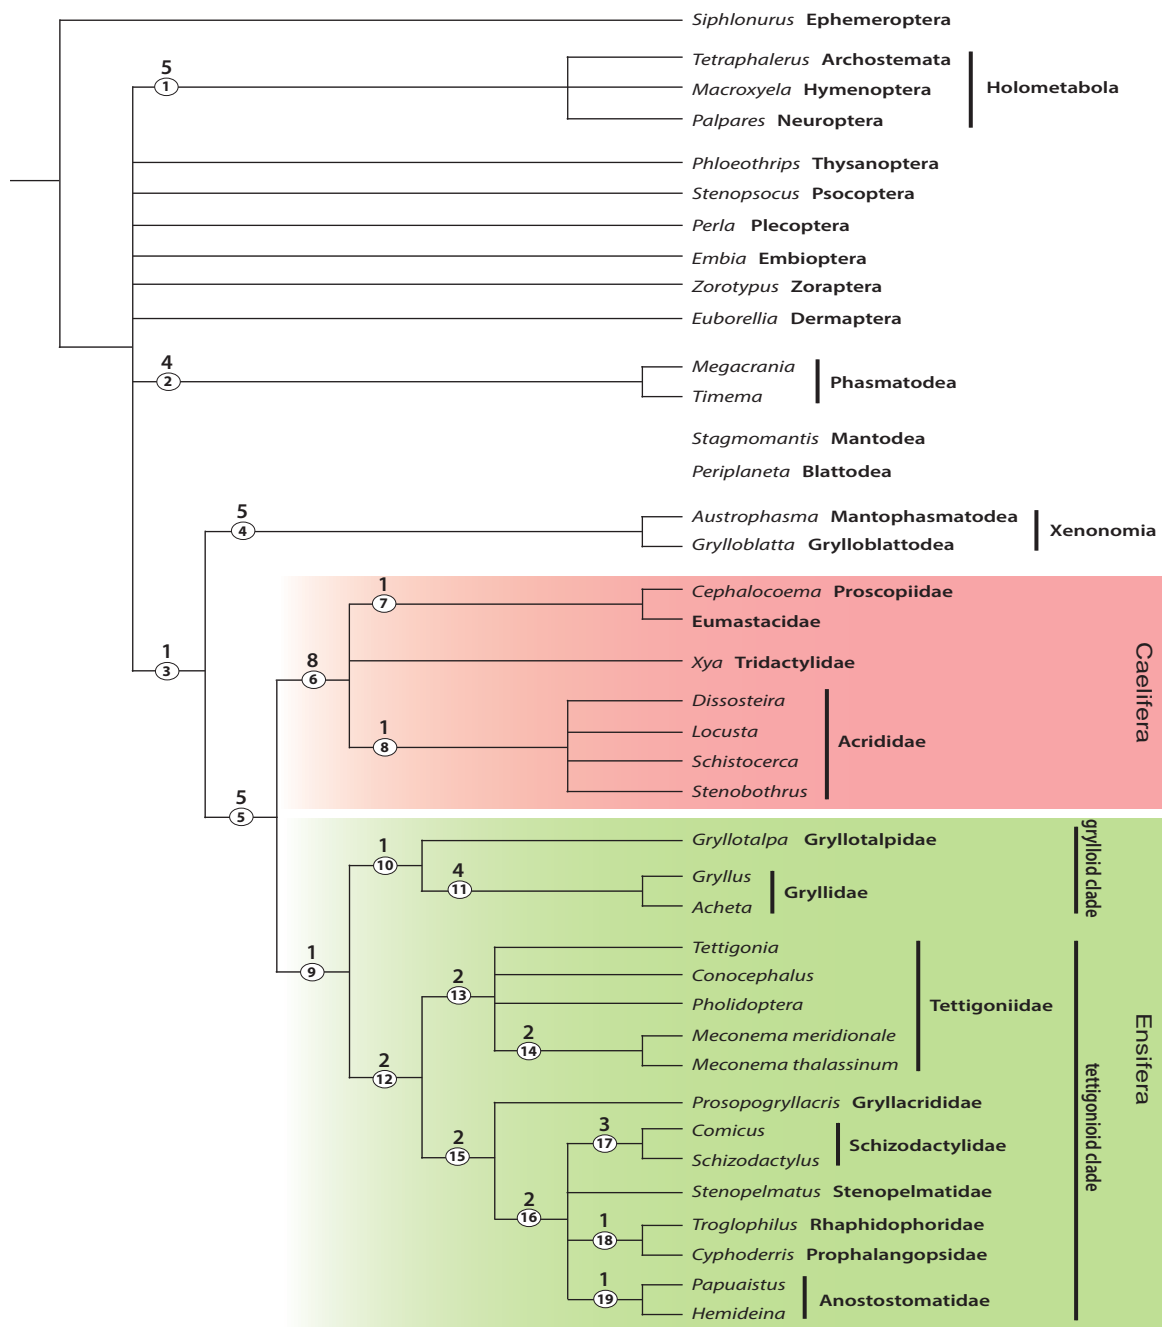 Siphlonurus Ephemeroptera
Tetraphalerus Archostemata
5
1
Macroxyela Hymenoptera
Holometabola
Palpares Neuroptera
Phloeothrips Thysanoptera
Stenopsocus Psocoptera
Perla Plecoptera
Embia Embioptera
Zorotypus Zoraptera
Euborellia Dermaptera
4
2
Megacrania
Phasmatodea
Timema
Stagmomantis Mantodea
Periplaneta Blattodea
5
4
Austrophasma Mantophasmatodea
Xenonomia
Grylloblatta Grylloblattodea
1
7
Cephalocoema Proscopiidae
Eumastacidae
1
3
8
6
Xya Tridactylidae
Caelifera
1
8
Dissosteira
Locusta
Acrididae
Schistocerca
Stenobothrus
5
5
1
10
Gryllotalpa Gryllotalpidae
grylloid clade
4
11
Gryllus
Gryllidae
Acheta
1
9
2
13
Tettigonia
Conocephalus
Pholidoptera
Tettigoniidae
2
14
Meconema meridionale
Meconema thalassinum
Ensifera
2
12
tettigonioid clade
2
15
Prosopogryllacris Gryllacrididae
3
17
Comicus
Schizodactylidae
Schizodactylus
2
16
Stenopelmatus Stenopelmatidae
1
18
Troglophilus Rhaphidophoridae
Cyphoderris Prophalangopsidae
1
19
Papuaistus
Anostostomatidae
Hemideina